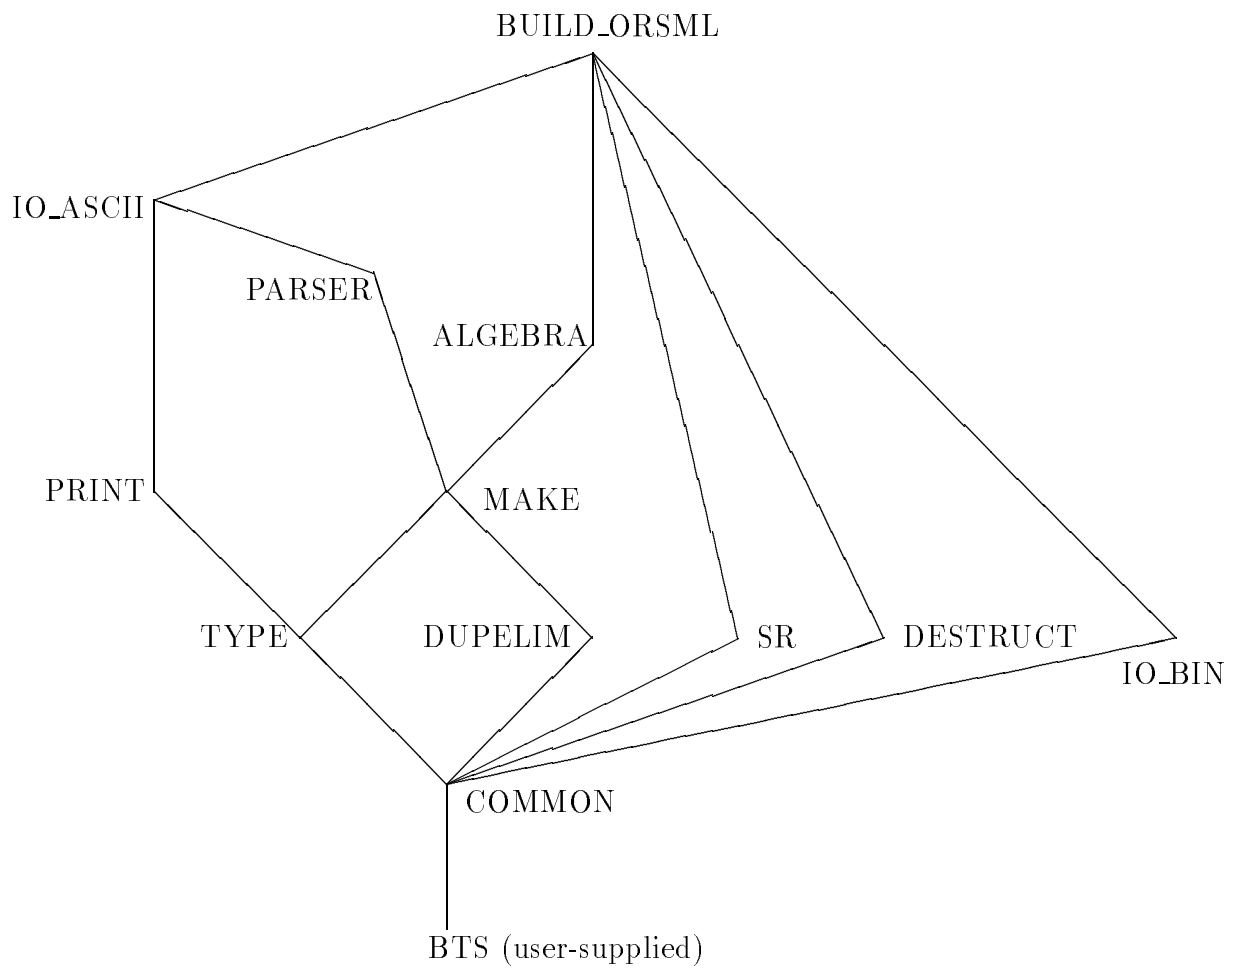 BUILD_ORSML
IO_ASCII
PARSER
ALGEBRA
PRINT
MAKE
TYPE
DUPELIM
SR
DESTRUCT
IO_BIN
COMMON
BTS (user-supplied)